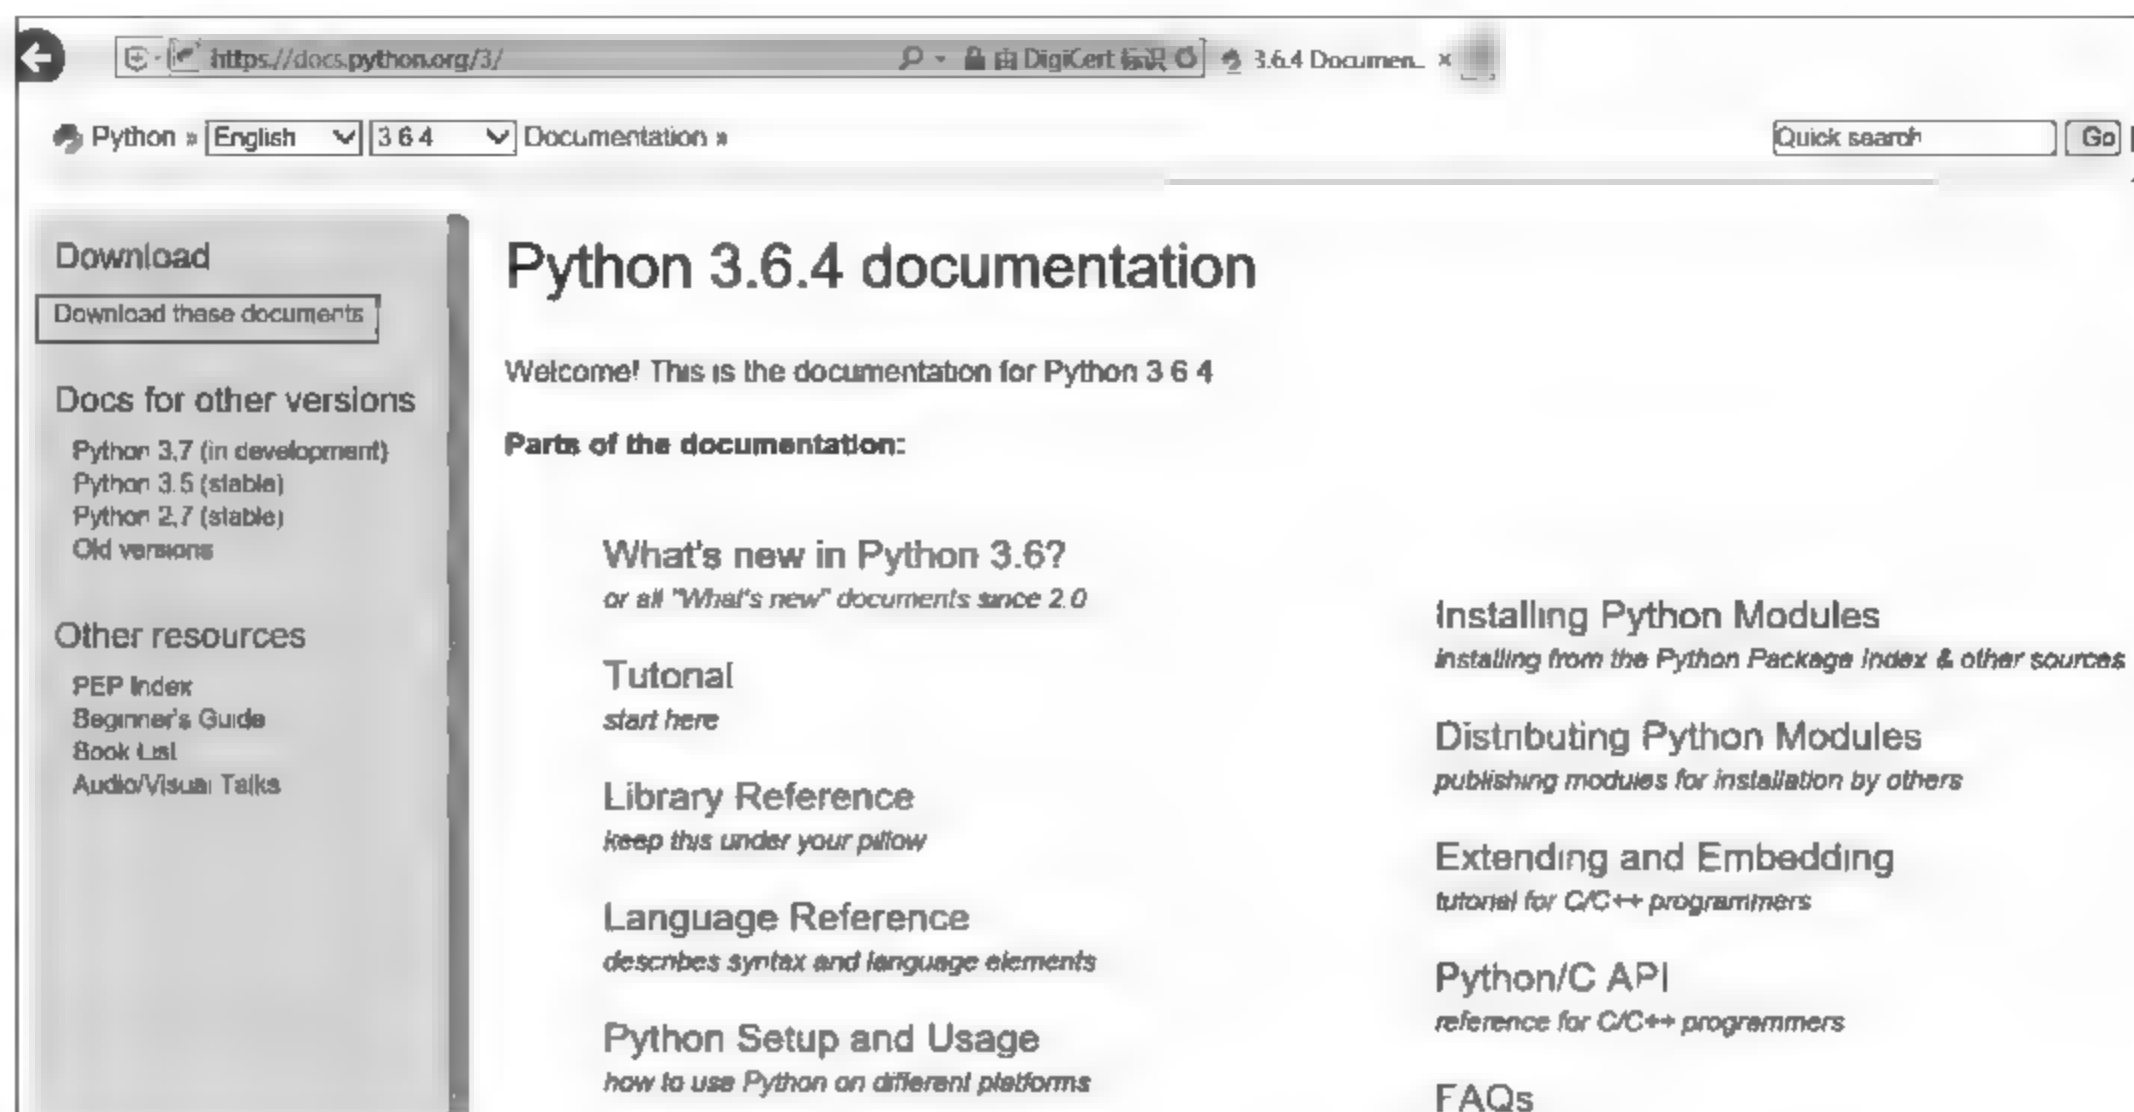 https://docs.python.org/3/
DigiCert 标识
3.6.4 Documen... ×
Python » English 3 6 4 Documentation »
Quick search Go
Download
Download these documents
Docs for other versions
Python 3.7 (in development)
Python 3.5 (stable)
Python 2.7 (stable)
Old versions
Other resources
PEP Index
Beginner's Guide
Book List
Audio/Visual Talks
Python 3.6.4 documentation
Welcome! This is the documentation for Python 3 6 4
Parts of the documentation:
What's new in Python 3.6?
or all "What's new" documents since 2.0
Tutorial
start here
Library Reference
keep this under your pillow
Language Reference
describes syntax and language elements
Python Setup and Usage
how to use Python on different platforms
Installing Python Modules
installing from the Python Package Index & other sources
Distributing Python Modules
publishing modules for installation by others
Extending and Embedding
tutorial for C/C++ programmers
Python/C API
reference for C/C++ programmers
FAQs